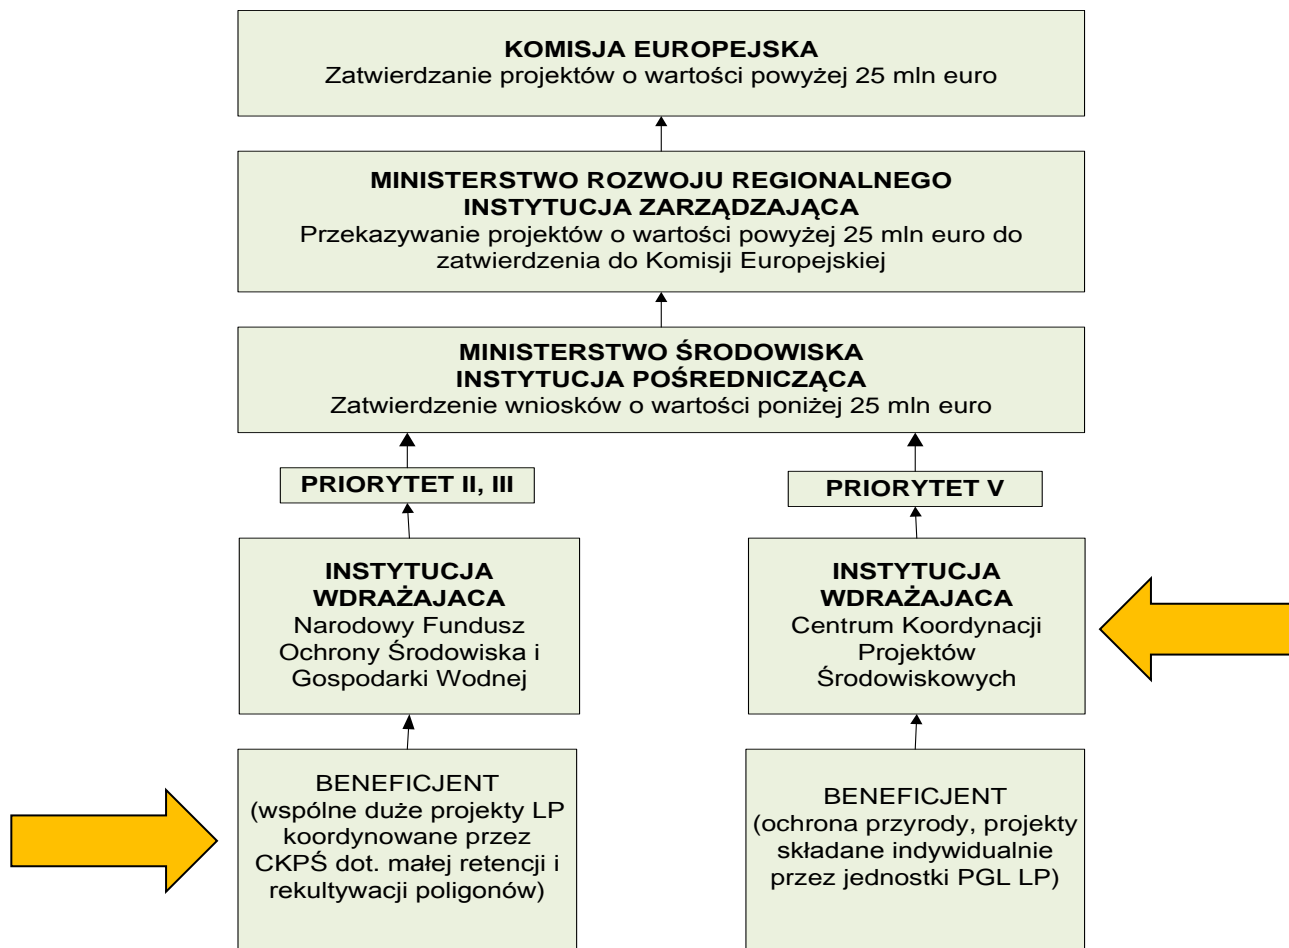 KOMISJA EUROPEJSKA
Zatwierdzanie projektów o wartości powyżej 25 mln euro
MINISTERSTWO ROZWOJU REGIONALNEGO
INSTYTUCJA ZARZĄDZAJĄCA
Przekazywanie projektów o wartości powyżej 25 mln euro do
zatwierdzenia do Komisji Europejskiej
MINISTERSTWO ŚRODOWISKA
INSTYTUCJA POŚREDNICZĄCA
Zatwierdzenie wniosków o wartości poniżej 25 mln euro
PRIORYTET II, III
INSTYTUCJA
WDRAŻAJACA
Narodowy Fundusz
Ochrony Środowiska i
Gospodarki Wodnej
BENEFICJENT
(wspólne duże projekty LP
koordynowane przez
CKPŚ dot. małej retencji i
rekultywacji poligonów)
PRIORYTET V
INSTYTUCJA
WDRAŻAJACA
Centrum Koordynacji
Projektów
Środowiskowych
BENEFICJENT
(ochrona przyrody, projekty
składane indywidualnie
przez jednostki PGL LP)